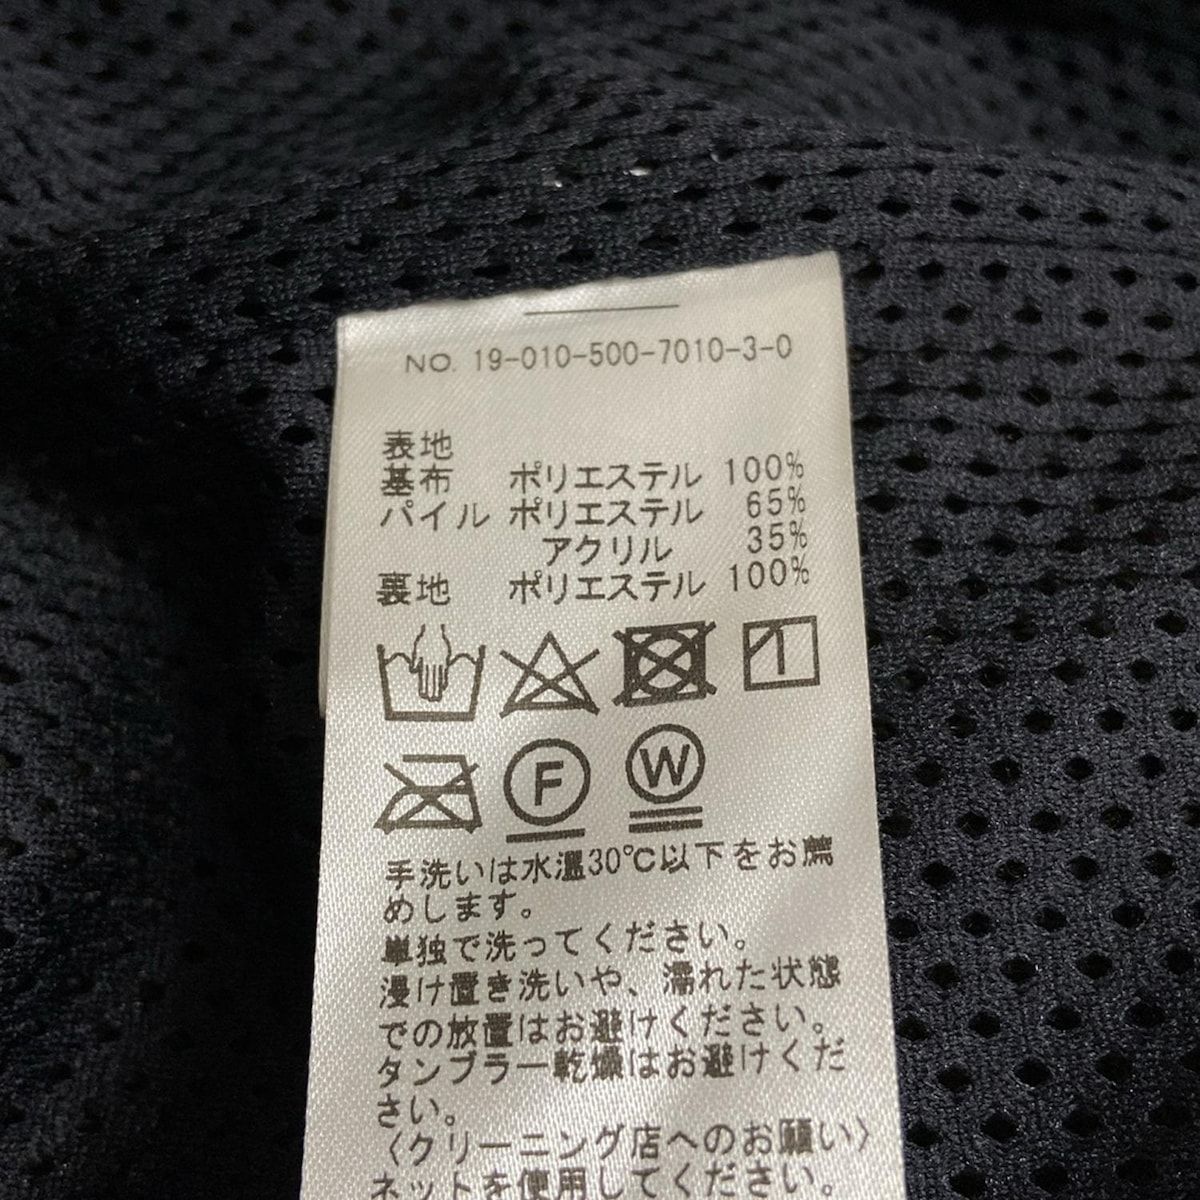 NO. 19-010-500-7010-3-0
表地
基布 ポリエステル 100%
パイル ポリエステル 65%
アクリル 35%
裏地 ポリエステル 100%
F W
手洗いは水温30℃以下をお薦
めします。
単独で洗ってください。
浸け置き洗いや、濡れた状態
での放置はお避けください。
タンブラー乾燥はお避けくだ
さい。
〈クリーニング店へのお願い〉
ネットを使用してください。